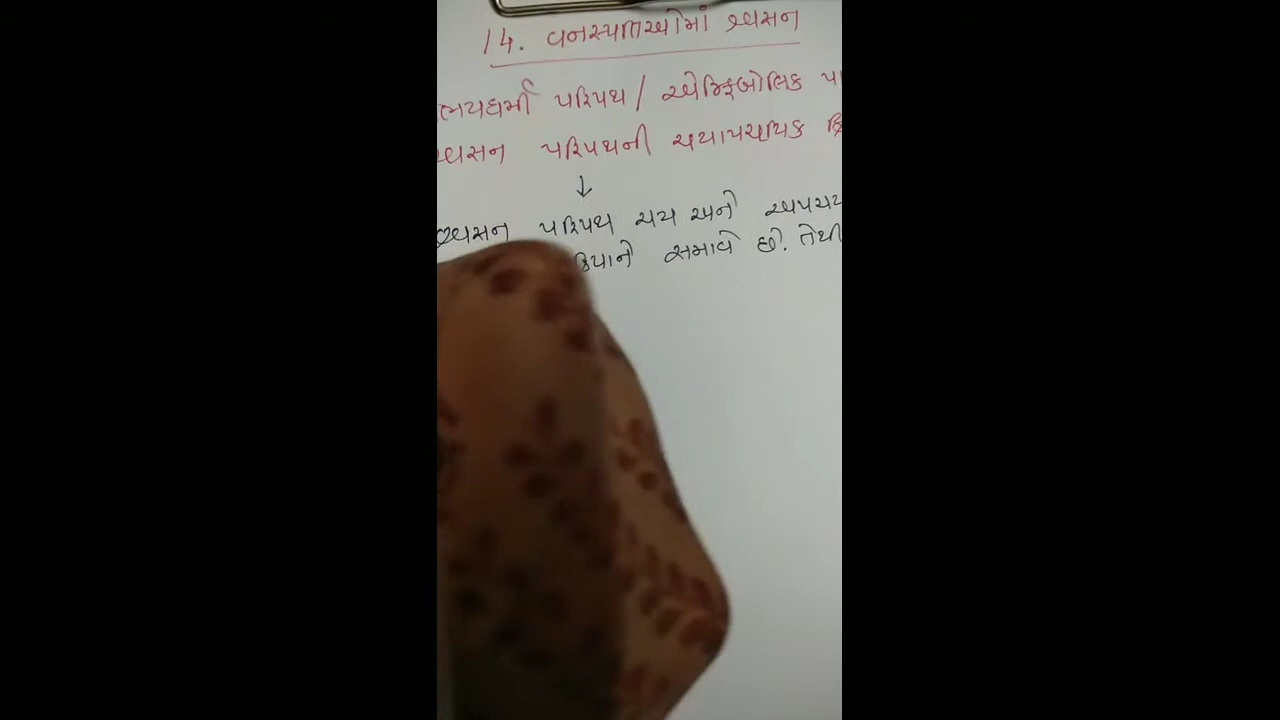 14. વનસ્પતિઓમાં શ્વસન
ભયધર્મી પરિપથ / એમ્ફિબોલિક પા
શ્વસન પરિપથની ચયાપચયિક ક્રિ
શ્વસન પરિપથ ચય અને અપચય
ક્રિયાને સમાવે છે. તેથી